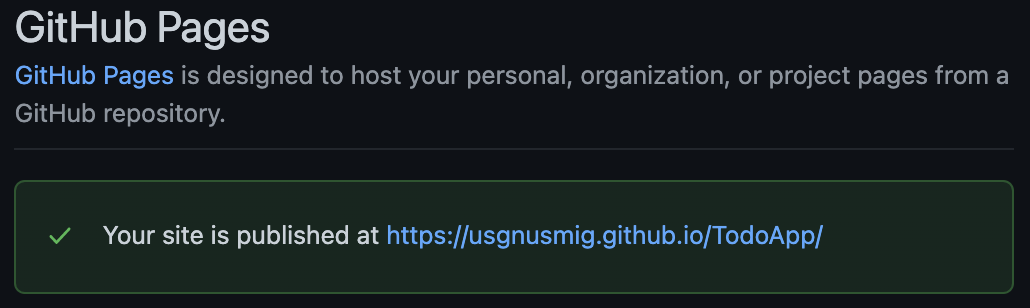 GitHub Pages
GitHub Pages is designed to host your personal, organization, or project pages from a
GitHub repository.
Your site is published at https://usgnusmig.github.io/TodoApp/